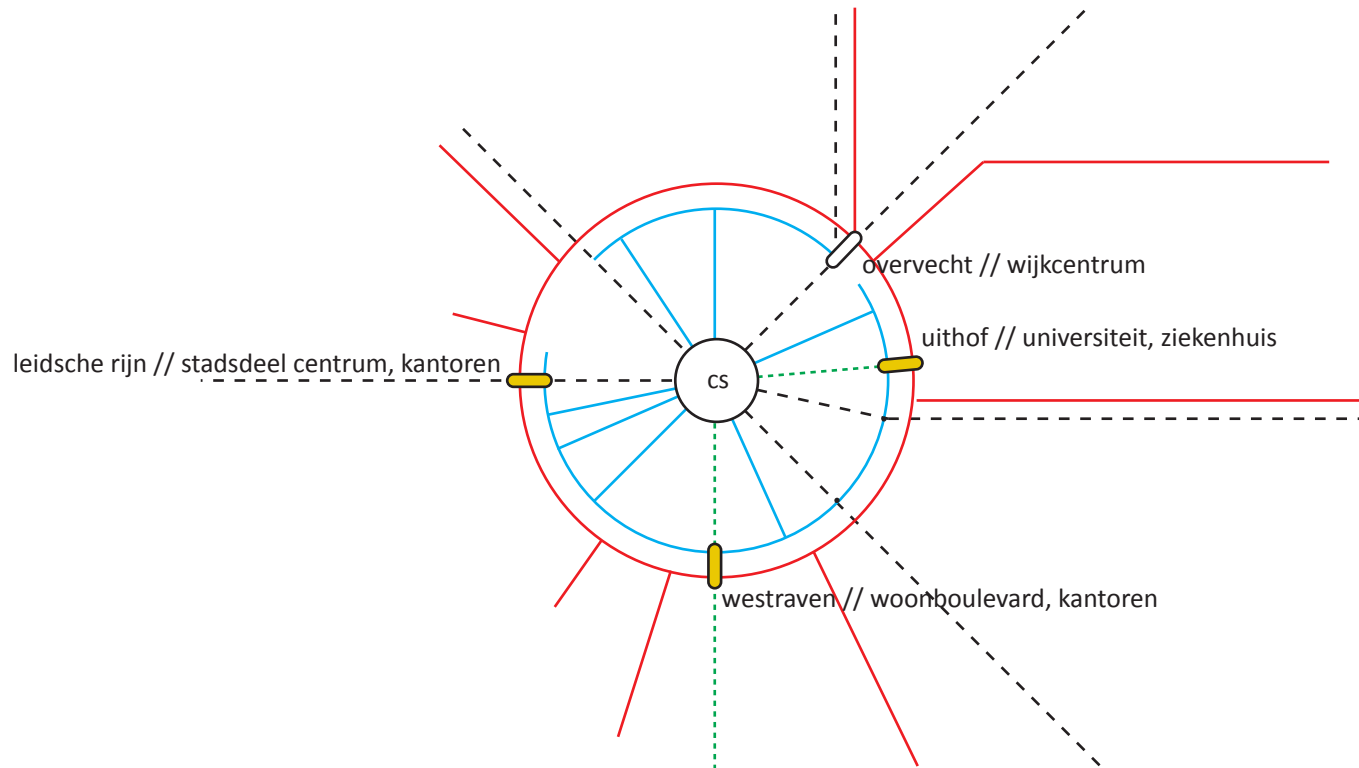 overvecht // wijkcentrum
uithof // universiteit, ziekenhuis
leidsche rijn // stadsdeel centrum, kantoren
cs
westraven // woonboulevard, kantoren